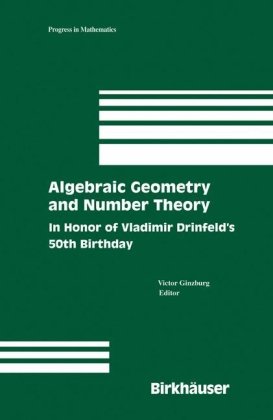 Progress in Mathematics
Algebraic Geometry
and Number Theory
In Honor of Vladimir Drinfeld's
50th Birthday
Victor Ginzburg
Editor
Birkhäuser